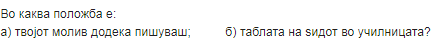 Во каква положба е:
а) твојот молив додека пишуваш; б) таблата на ѕидот во училницата?